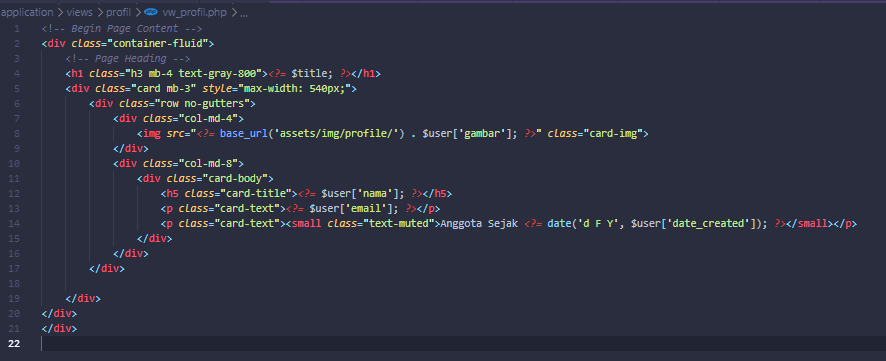 application > views > profil > php vw_profil.php > ...
1 <!-- Begin Page Content -->
2 <div class="container-fluid">
3 <!-- Page Heading -->
4 <h1 class="h3 mb-4 text-gray-800"><?= $title; ?></h1>
5 <div class="card mb-3" style="max-width: 540px;">
6 <div class="row no-gutters">
7 <div class="col-md-4">
8 <img src="<?= base_url('assets/img/profile/') . $user['gambar']; ?>" class="card-img">
9 </div>
10 <div class="col-md-8">
11 <div class="card-body">
12 <h5 class="card-title"><?= $user['nama']; ?></h5>
13 <p class="card-text"><?= $user['email']; ?></p>
14 <p class="card-text"><small class="text-muted">Anggota Sejak <?= date('d F Y', $user['date_created']); ?></small></p>
15 </div>
16 </div>
17 </div>
18
19 </div>
20 </div>
21 </div>
22